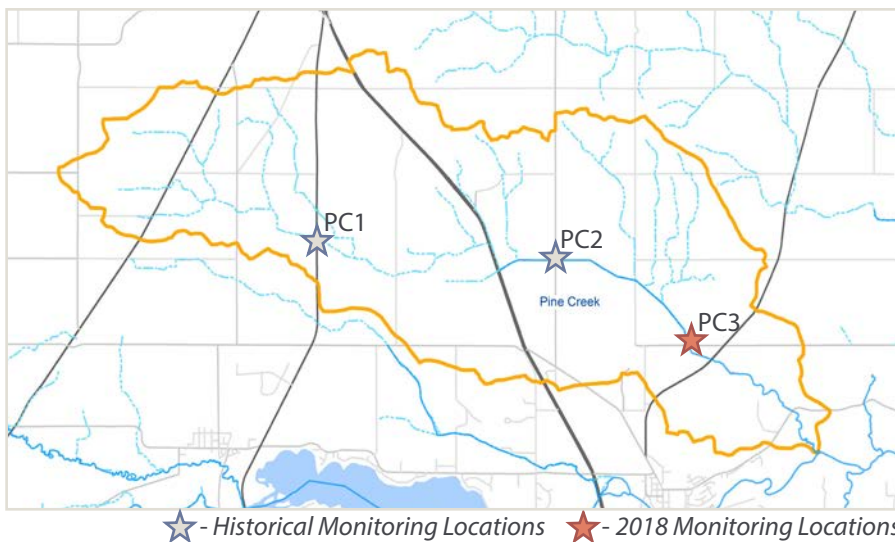 PC1
PC2
Pine Creek
PC3
- Historical Monitoring Locations - 2018 Monitoring Locations